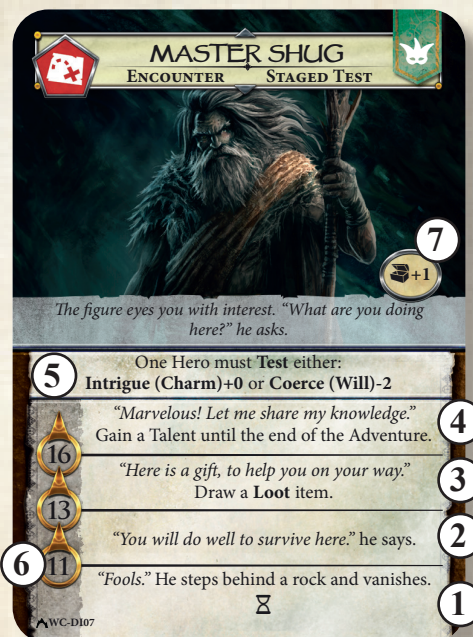 MASTER SHUG
ENCOUNTER STAGED TEST
7
+1
The figure eyes you with interest. “What are you doing
here?” he asks.
5
One Hero must Test either:
Intrigue (Charm)+0 or Coerce (Will)-2
“Marvelous! Let me share my knowledge.”
4
Gain a Talent until the end of the Adventure.
16
“Here is a gift, to help you on your way.”
3
Draw a Loot item.
13
“You will do well to survive here.” he says.
2
6
11
“Fools.” He steps behind a rock and vanishes.
1
WC-DI07